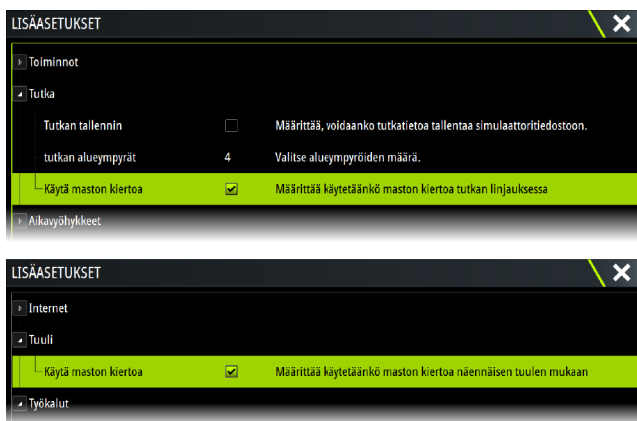 LISÄASETUKSET
Toiminnot
Tutka
Tutkan tallennin Määrittää, voidaanko tutkatietoa tallentaa simulaattoritiedostoon.
tutkan alueympyrät 4 Valitse alueympyröiden määrä.
Käytä maston kiertoa Määrittää käytetäänkö maston kiertoa tutkan linjauksessa
Aikavyöhykkeet
LISÄASETUKSET
Internet
Tuuli
Käytä maston kiertoa Määrittää käytetäänkö maston kiertoa näennäisen tuulen mukaan
Työkalut